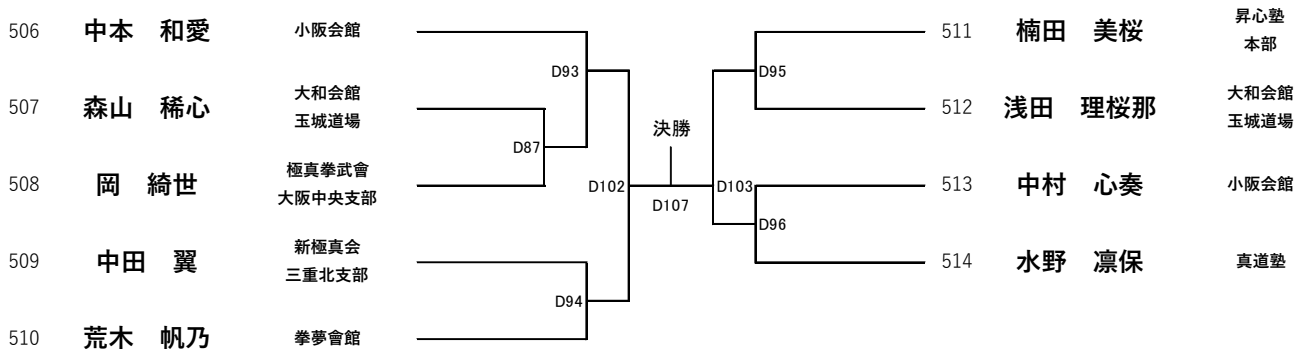 506 中本　和愛 小阪会館
D93
507 森山　稀心 大和会館
玉城道場
D87
508 岡　綺世 極真拳武會
大阪中央支部
D102
509 中田　翼 新極真会
三重北支部
D94
510 荒木　帆乃 拳夢會館
決勝
D107
511 楠田　美桜 昇心塾
本部
D95
512 浅田　理桜那 大和会館
玉城道場
D103
513 中村　心奏 小阪会館
D96
514 水野　凛保 真道塾